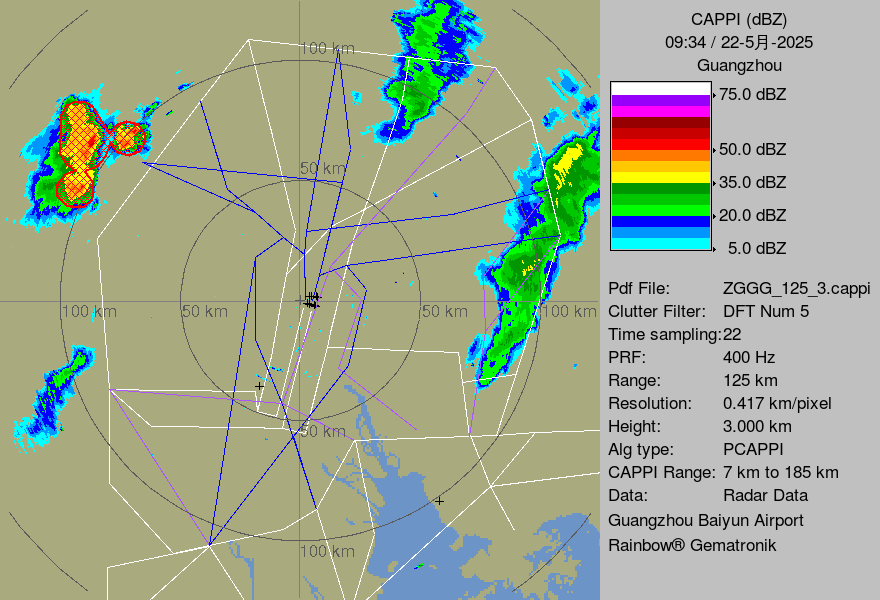 CAPPI (dBZ)
09:34 / 22-5月-2025
Guangzhou
75.0 dBZ
50.0 dBZ
35.0 dBZ
20.0 dBZ
5.0 dBZ
Pdf File: ZGGG_125_3.cappi
Clutter Filter: DFT Num 5
Time sampling:22
PRF: 400 Hz
Range: 125 km
Resolution: 0.417 km/pixel
Height: 3.000 km
Alg type: PCAPPI
CAPPI Range: 7 km to 185 km
Data: Radar Data
Guangzhou Baiyun Airport
Rainbow® Gematronik
100 km
50 km
100 km
50 km
50 km
100 km
50 km
100 km